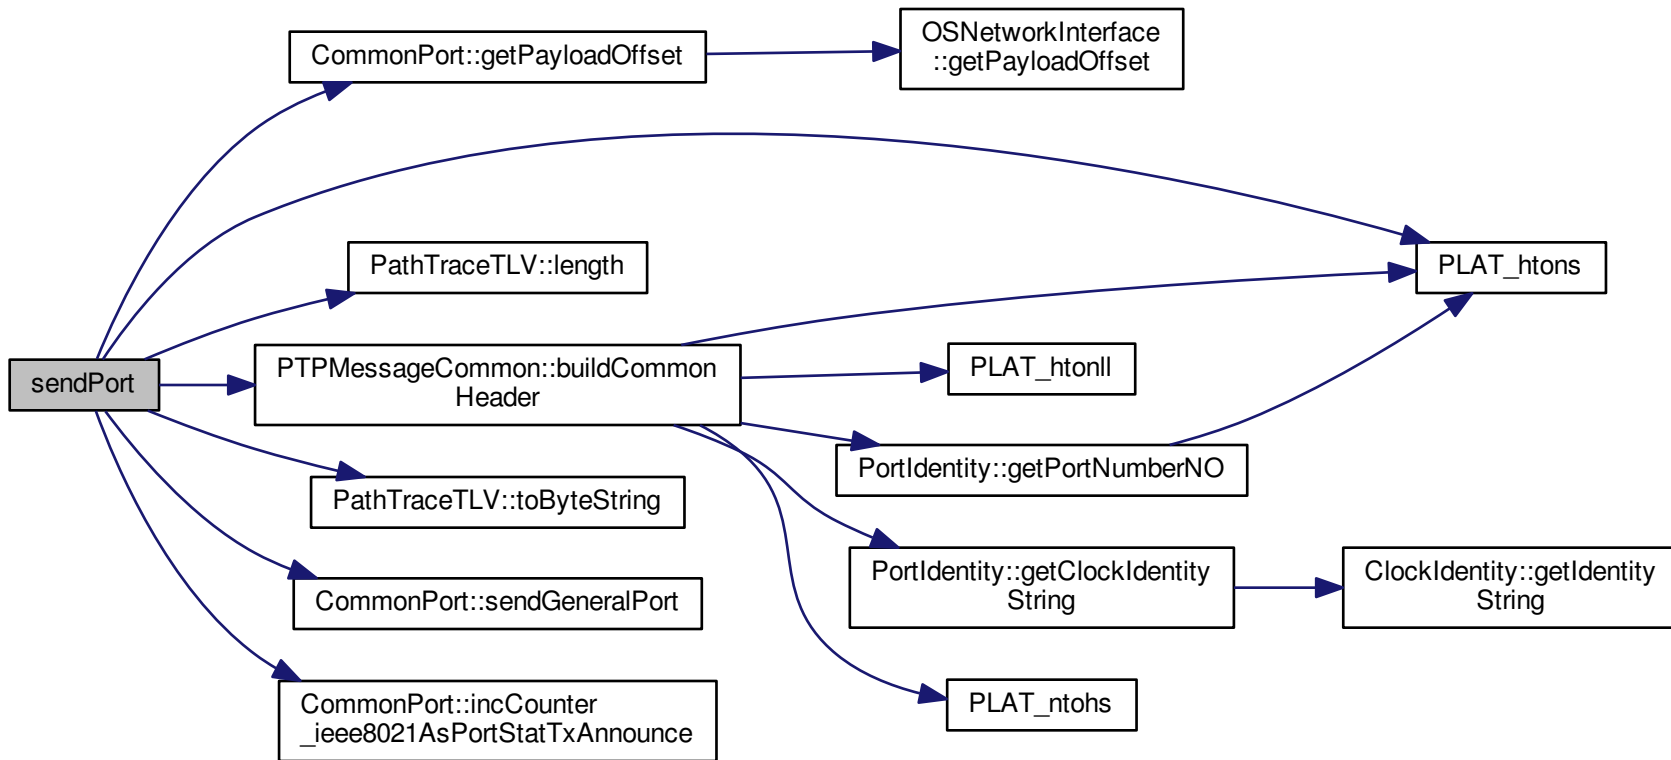 OSNetworkInterface
::getPayloadOffset
CommonPort::getPayloadOffset
PathTraceTLV::length
PLAT_htons
sendPort
PTPMessageCommon::buildCommon
Header
PLAT_htonll
PortIdentity::getPortNumberNO
PathTraceTLV::toByteString
PortIdentity::getClockIdentity
String
ClockIdentity::getIdentity
String
CommonPort::sendGeneralPort
CommonPort::incCounter
_ieee8021AsPortStatTxAnnounce
PLAT_ntohs